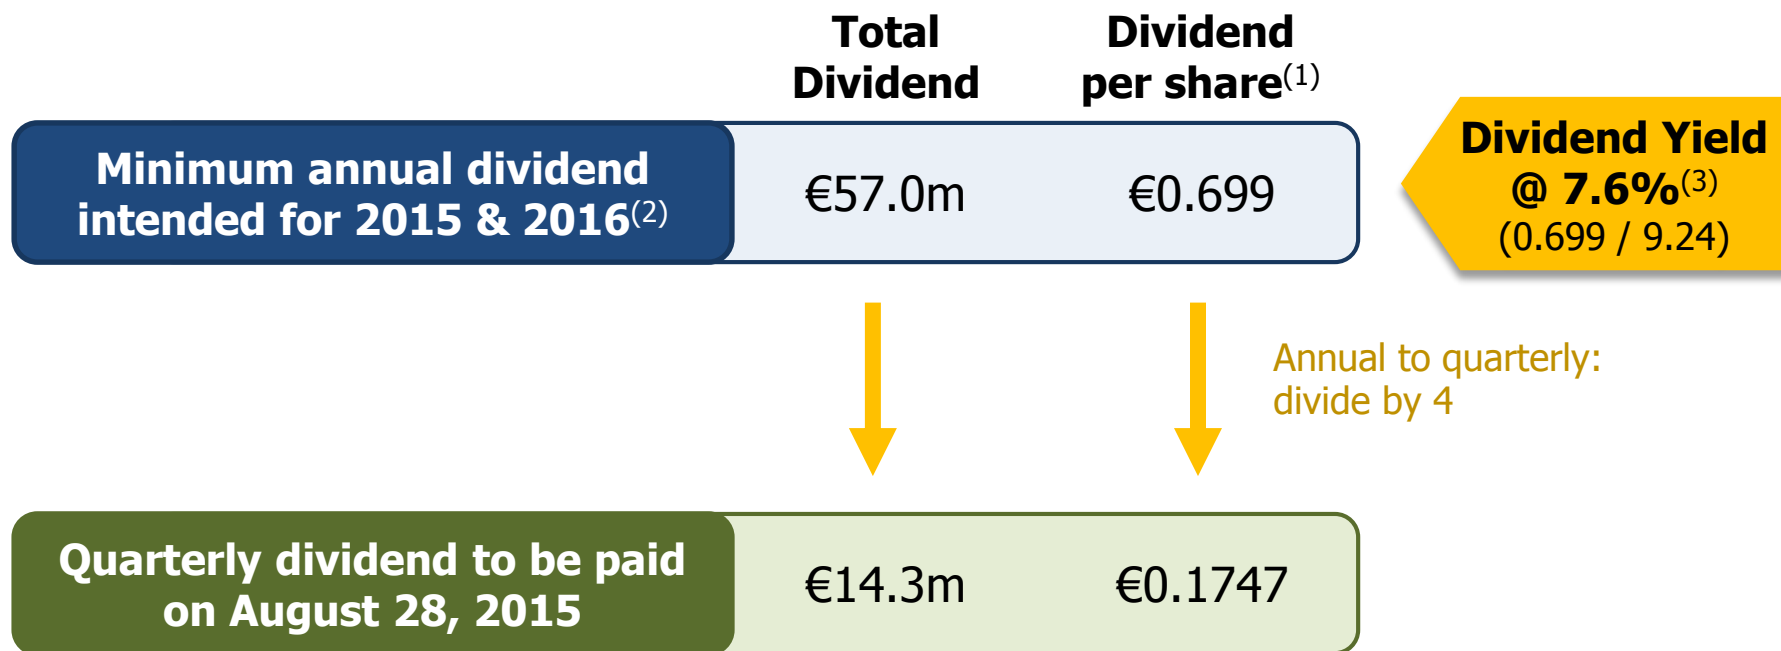 Total
Dividend
Dividend
per share(1)
Minimum annual dividend
intended for 2015 & 2016(2)
€57.0m
€0.699
Dividend Yield
@ 7.6%(3)
(0.699 / 9.24)
Annual to quarterly:
divide by 4
Quarterly dividend to be paid
on August 28, 2015
€14.3m
€0.1747